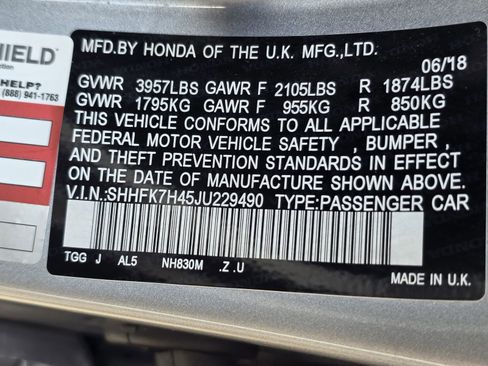 HIELD
HELP?
(888) 941-1763
MFD.BY HONDA OF THE U.K.MFG.,LTD.
06/18
GVWR 3957LBS GAWR F 2105LBS R 1874LBS
GVWR 1795KG GAWR F 955KG R 850KG
THIS VEHICLE CONFORMS TO ALL APPLICABLE
FEDERAL MOTOR VEHICLE SAFETY , BUMPER ,
AND THEFT PREVENTION STANDARDS IN EFFECT
ON THE DATE OF MANUFACTURE SHOWN ABOVE.
V.I.N.:SHHFK7H45JU229490 TYPE:PASSENGER CAR
TGG J AL5 NH830M .Z .U
MADE IN U.K.